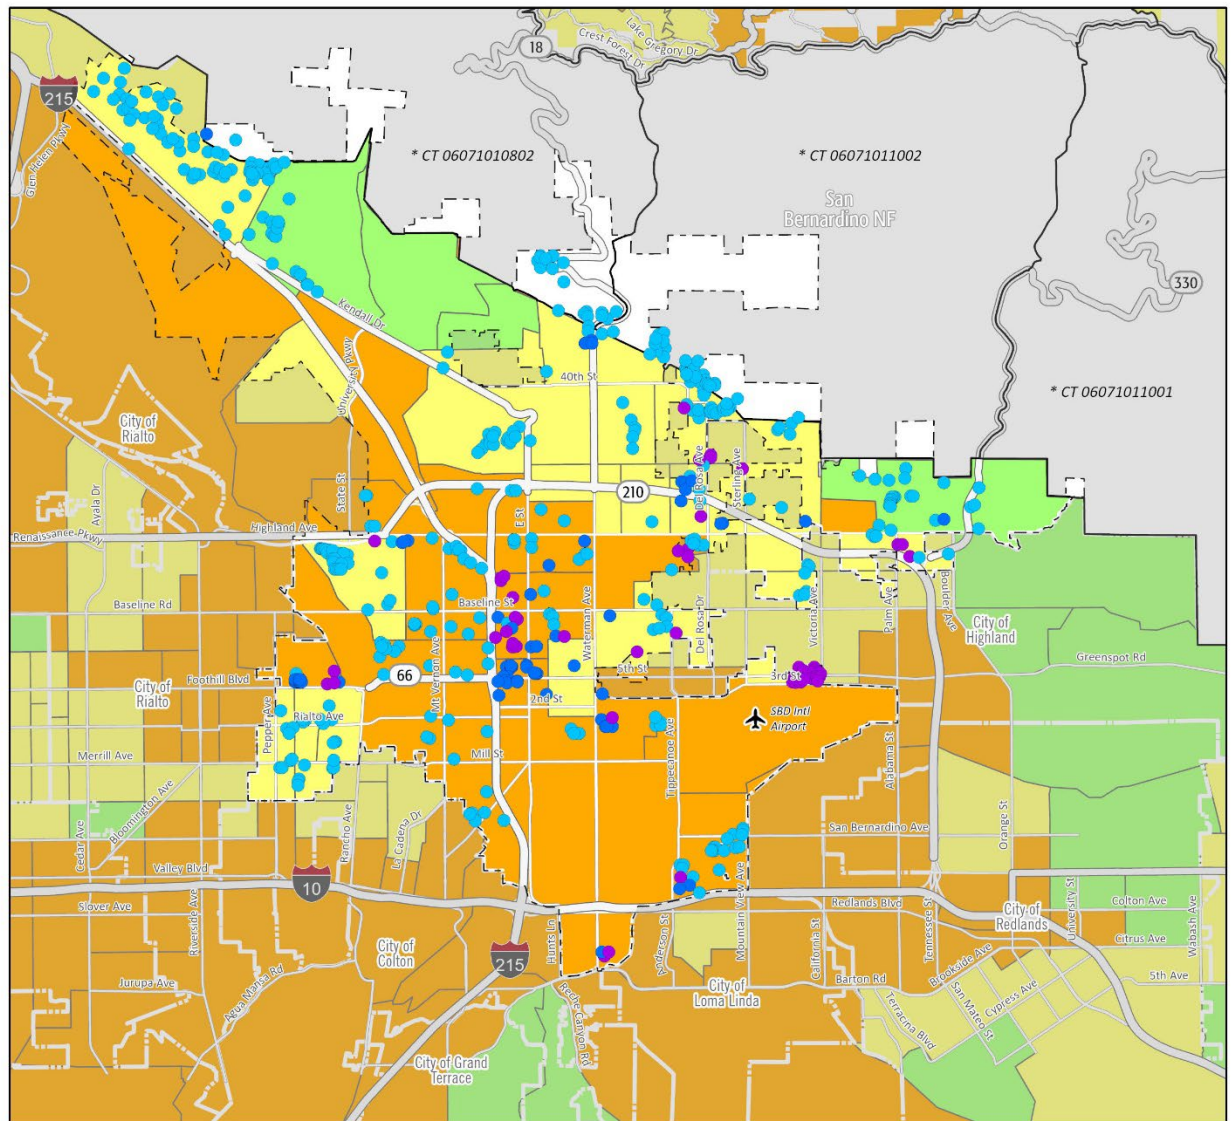 Lake Gregory Dr
Crest Forest Dr
18
215
Glen Helen Pkwy
* CT 06071010802
* CT 06071011002
San
Bernardino NF
330
Kendall Dr
University Pkwy
40th St
* CT 06071011001
City of
Rialto
Ayala Dr
State St
E St
210
Del Rosa Ave
Sterling Ave
Highland Ave
Renaissance Pkwy
Baseline Rd
Baseline St
Waterman Ave
Del Rosa Dr
Victoria Ave
Palm Ave
Boulder Ave
City of
Highland
Mt Vernon Ave
5th St
Greenspot Rd
City of
Rialto
Foothill Blvd
66
3rd St
2nd St
Pepper Ave
Rialto Ave
SBD Intl
Airport
Merrill Ave
Mill St
Tippecanoe Ave
Alabama St
Cedar Ave
Bloomington Ave
Rancho Ave
La Cadena Dr
San Bernardino Ave
Orange St
Valley Blvd
10
Mountain View Ave
Slover Ave
Riverside Ave
Redlands Blvd
Tennessee St
University St
Colton Ave
City of
Redlands
Wabash Ave
City of
Colton
215
Hunts Ln
Anderson St
California St
Citrus Ave
Brookside Ave
Jurupa Ave
Agua Mansa Rd
Reche Canyon Rd
City of
Loma Linda
Barton Rd
5th Ave
San Mateo St
Cypress Ave
Terracina Blvd
City of Grand
Terrace